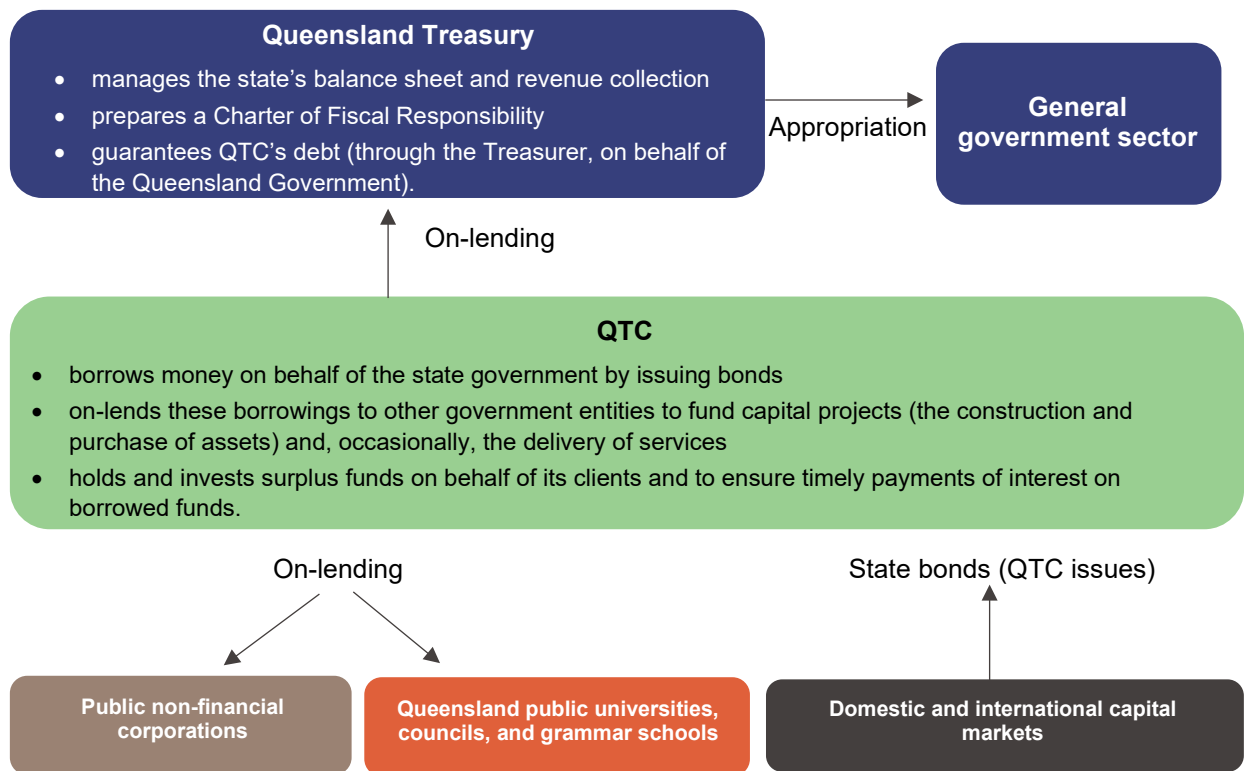 Queensland Treasury
• manages the state's balance sheet and revenue collection
• prepares a Charter of Fiscal Responsibility
• guarantees QTC's debt (through the Treasurer, on behalf of
the Queensland Government).
Appropriation
General
government sector
On-lending
QTC
• borrows money on behalf of the state government by issuing bonds
• on-lends these borrowings to other government entities to fund capital projects (the construction and
purchase of assets) and, occasionally, the delivery of services
• holds and invests surplus funds on behalf of its clients and to ensure timely payments of interest on
borrowed funds.
On-lending
State bonds (QTC issues)
Public non-financial
corporations
Queensland public universities,
councils, and grammar schools
Domestic and international capital
markets